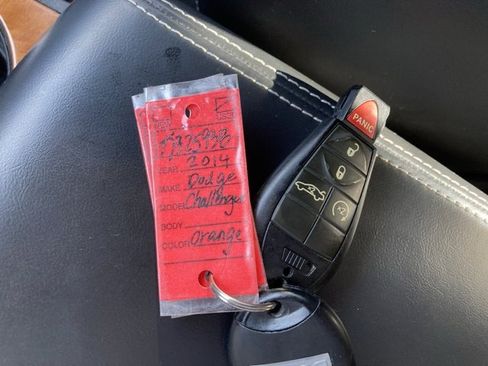 YEAR 2014
MAKE Dodge
MODEL Challenger
BODY
COLOR Orange
PANIC